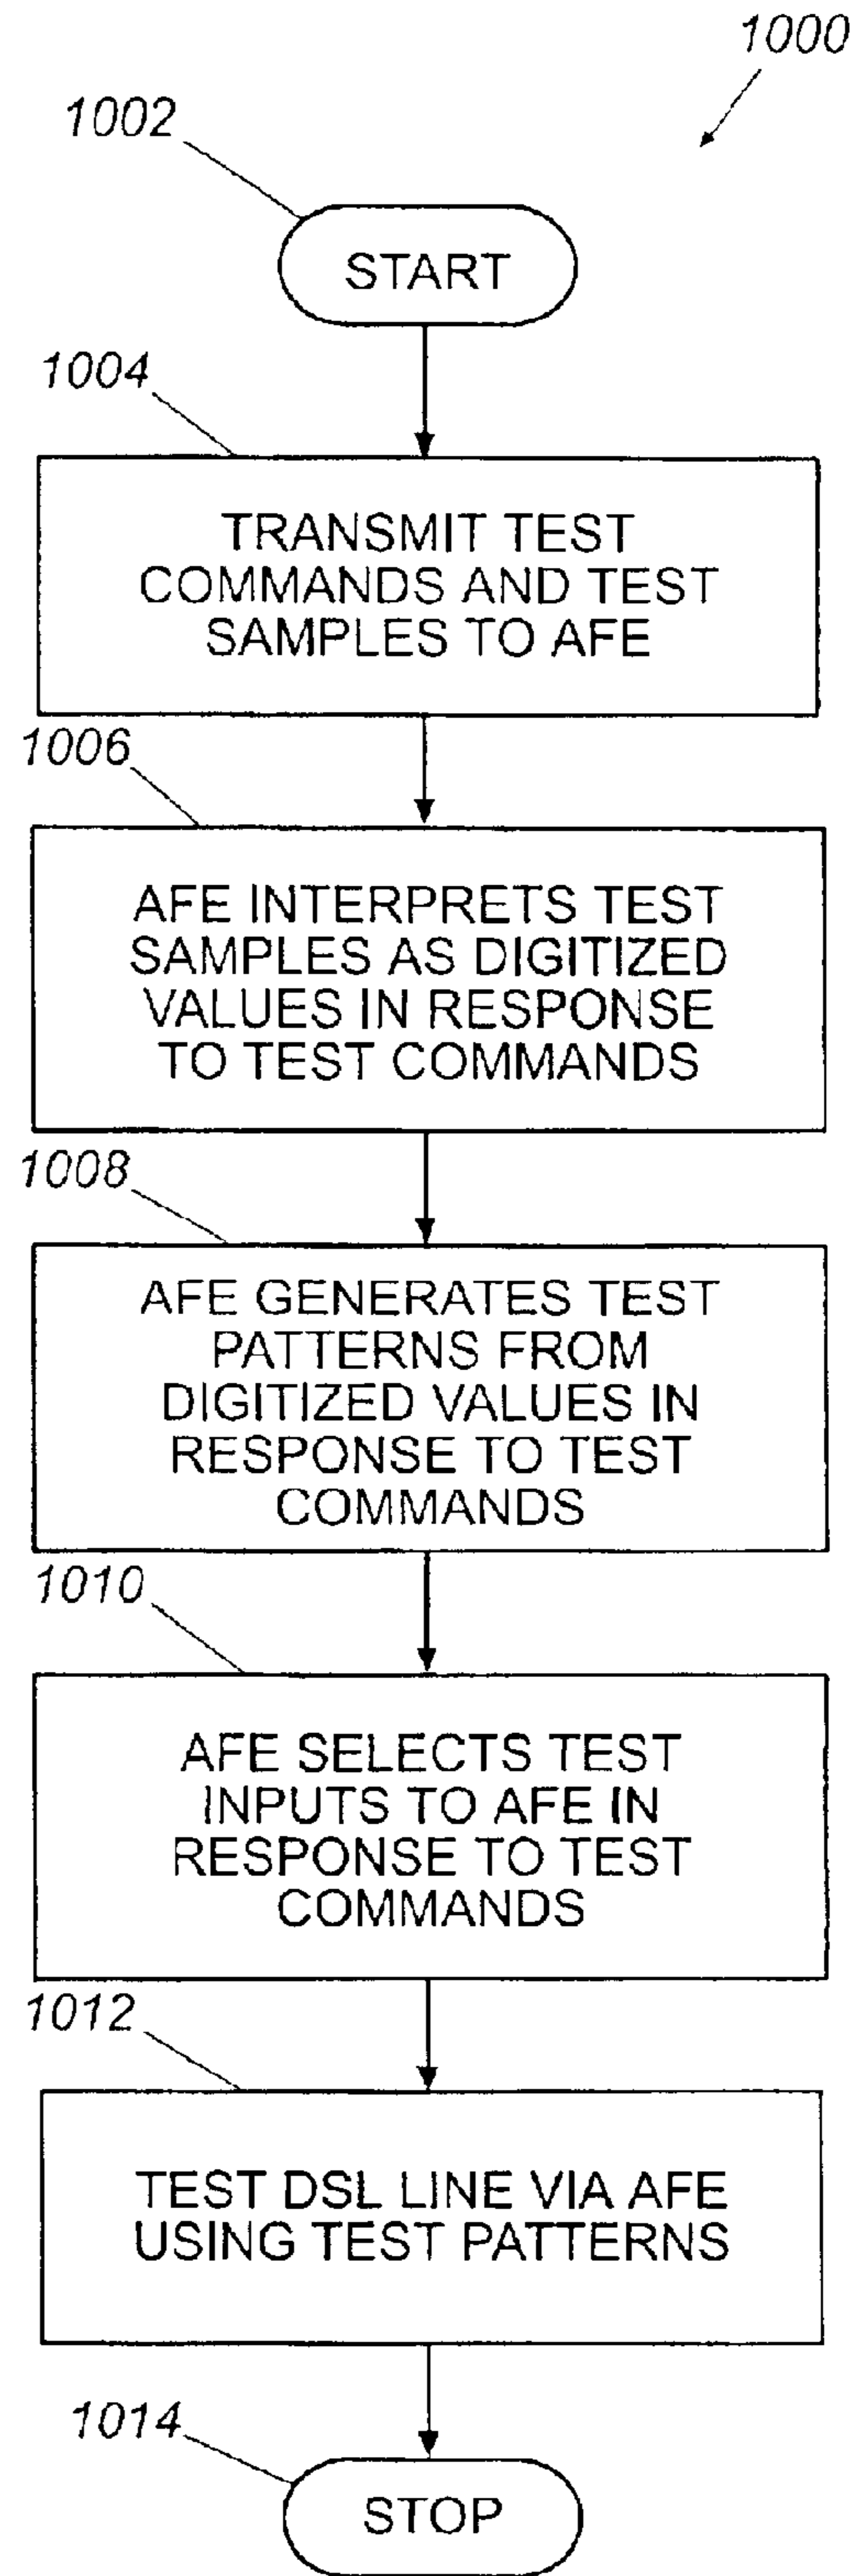 1000
1002
START
1004
TRANSMIT TEST
COMMANDS AND TEST
SAMPLES TO AFE
1006
AFE INTERPRETS TEST
SAMPLES AS DIGITIZED
VALUES IN RESPONSE
TO TEST COMMANDS
1008
AFE GENERATES TEST
PATTERNS FROM
DIGITIZED VALUES IN
RESPONSE TO TEST
COMMANDS
1010
AFE SELECTS TEST
INPUTS TO AFE IN
RESPONSE TO TEST
COMMANDS
1012
TEST DSL LINE VIA AFE
USING TEST PATTERNS
1014
STOP